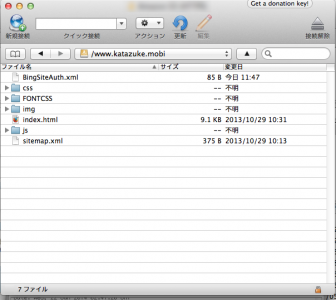 Get a donation key!
新規接続 クイック接続 アクション 更新 編集 接続解除
/www.katazuke.mobi
ファイル名 サイズ 変更日
BingSiteAuth.xml 85 B 今日 11:47
css -- 不明
FONTCSS -- 不明
img -- 不明
index.html 9.1 KB 2013/10/29 10:31
js -- 不明
sitemap.xml 375 B 2013/10/29 10:13
7 ファイル